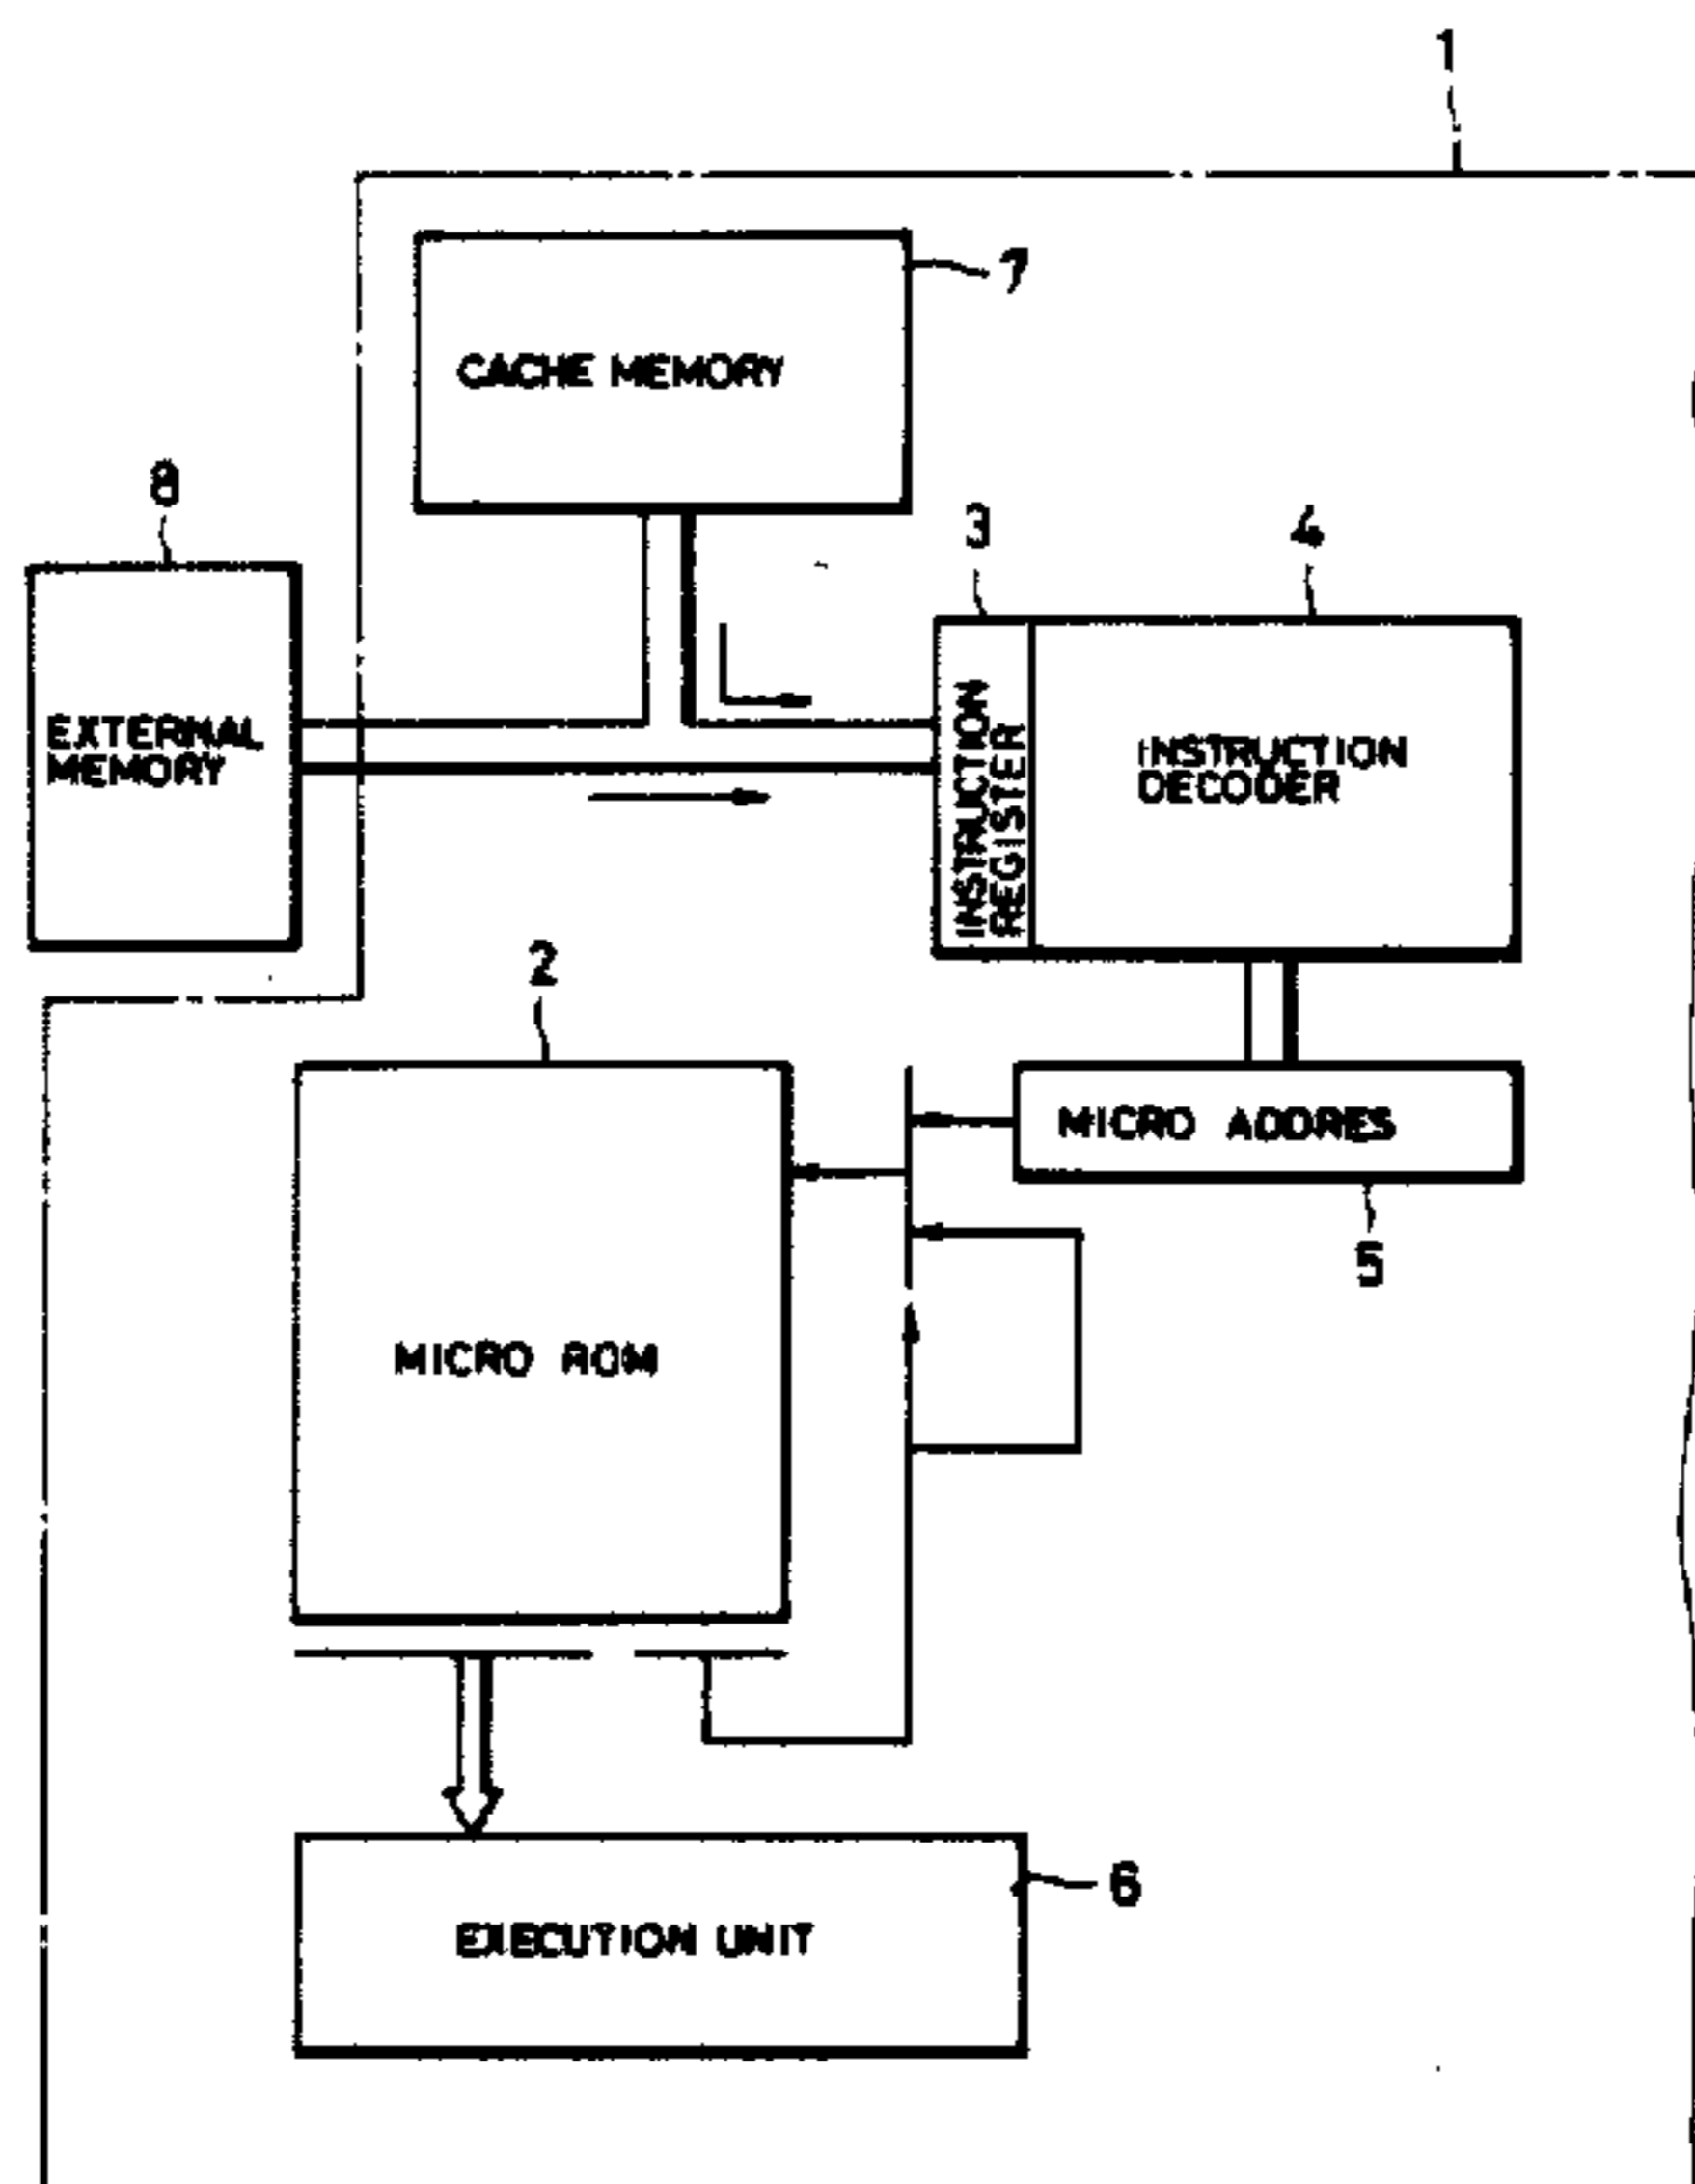 1
CACHE MEMORY
7
8
3
4
EXTERNAL
MEMORY
INSTRUCTION
REGISTER
INSTRUCTION
DECODER
2
MICRO ADDRES
5
MICRO ROM
EXECUTION UNIT
6